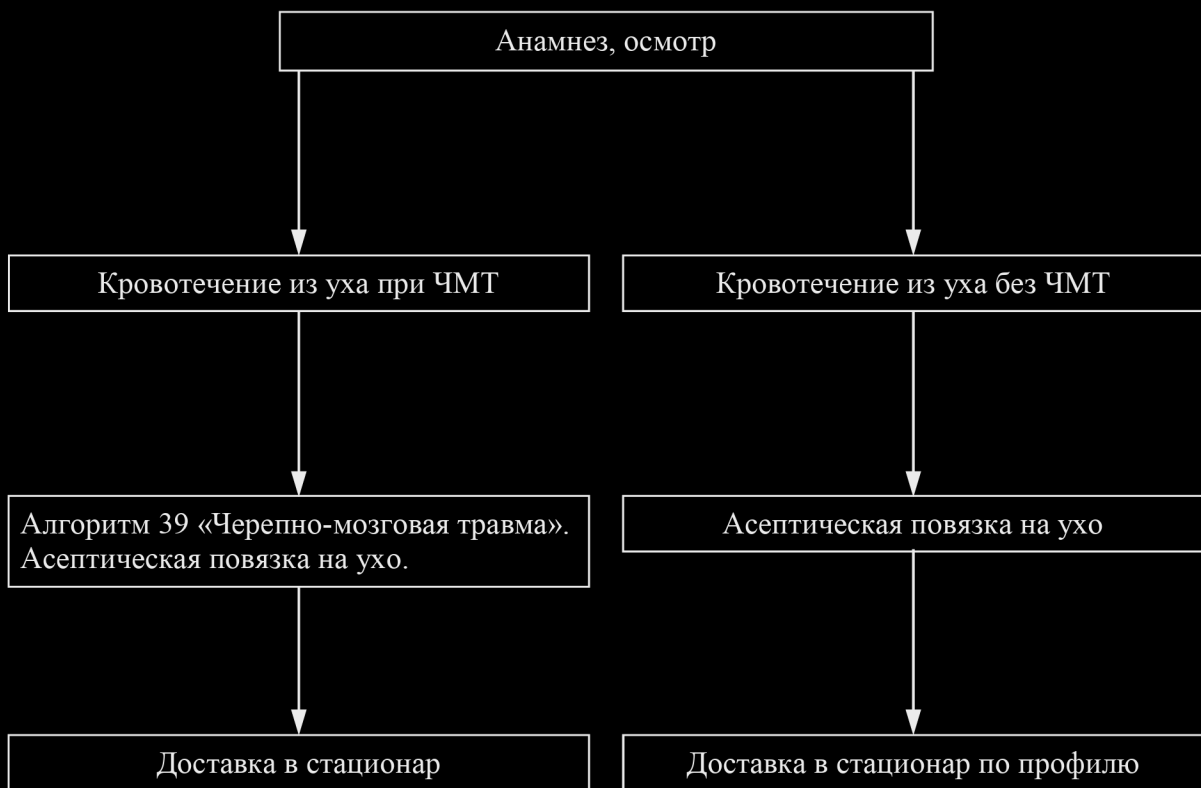 Анамнез, осмотр
Кровотечение из уха при ЧМТ
Кровотечение из уха без ЧМТ
Алгоритм 39 «Черепно-мозговая травма».
Асептическая повязка на ухо.
Асептическая повязка на ухо
Доставка в стационар
Доставка в стационар по профилю